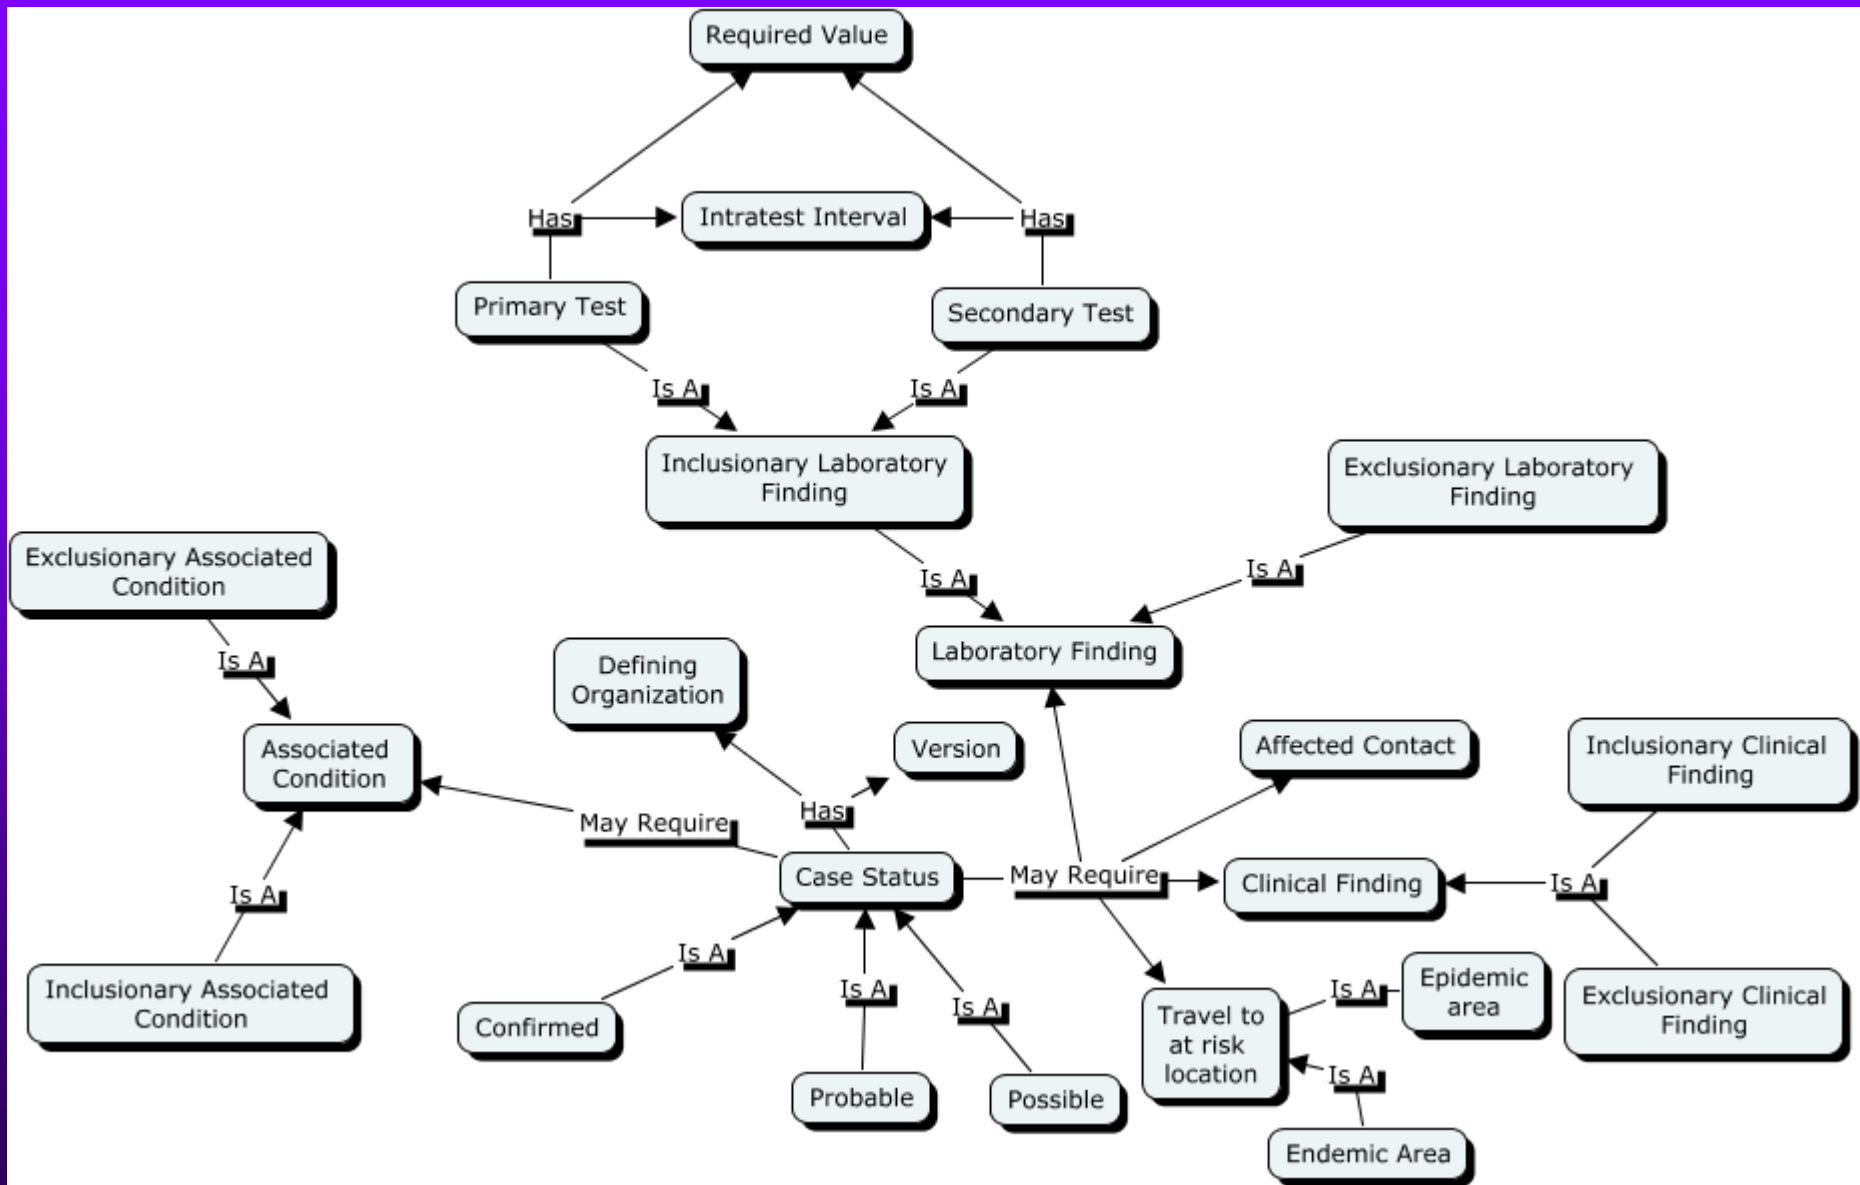 Required Value
Has
Intratest Interval
Has
Primary Test
Secondary Test
Is A
Is A
Inclusionary Laboratory
Finding
Exclusionary Laboratory
Finding
Exclusionary Associated
Condition
Is A
Is A
Is A
Defining
Organization
Laboratory Finding
Associated
Condition
Version
Affected Contact
Inclusionary Clinical
Finding
Has
May Require
Case Status
May Require
Clinical Finding
Is A
Is A
Is A
Inclusionary Associated
Condition
Confirmed
Is A
Is A
Probable
Possible
Travel to
at risk
location
Is A
Epidemic
area
Exclusionary Clinical
Finding
Is A
Endemic Area